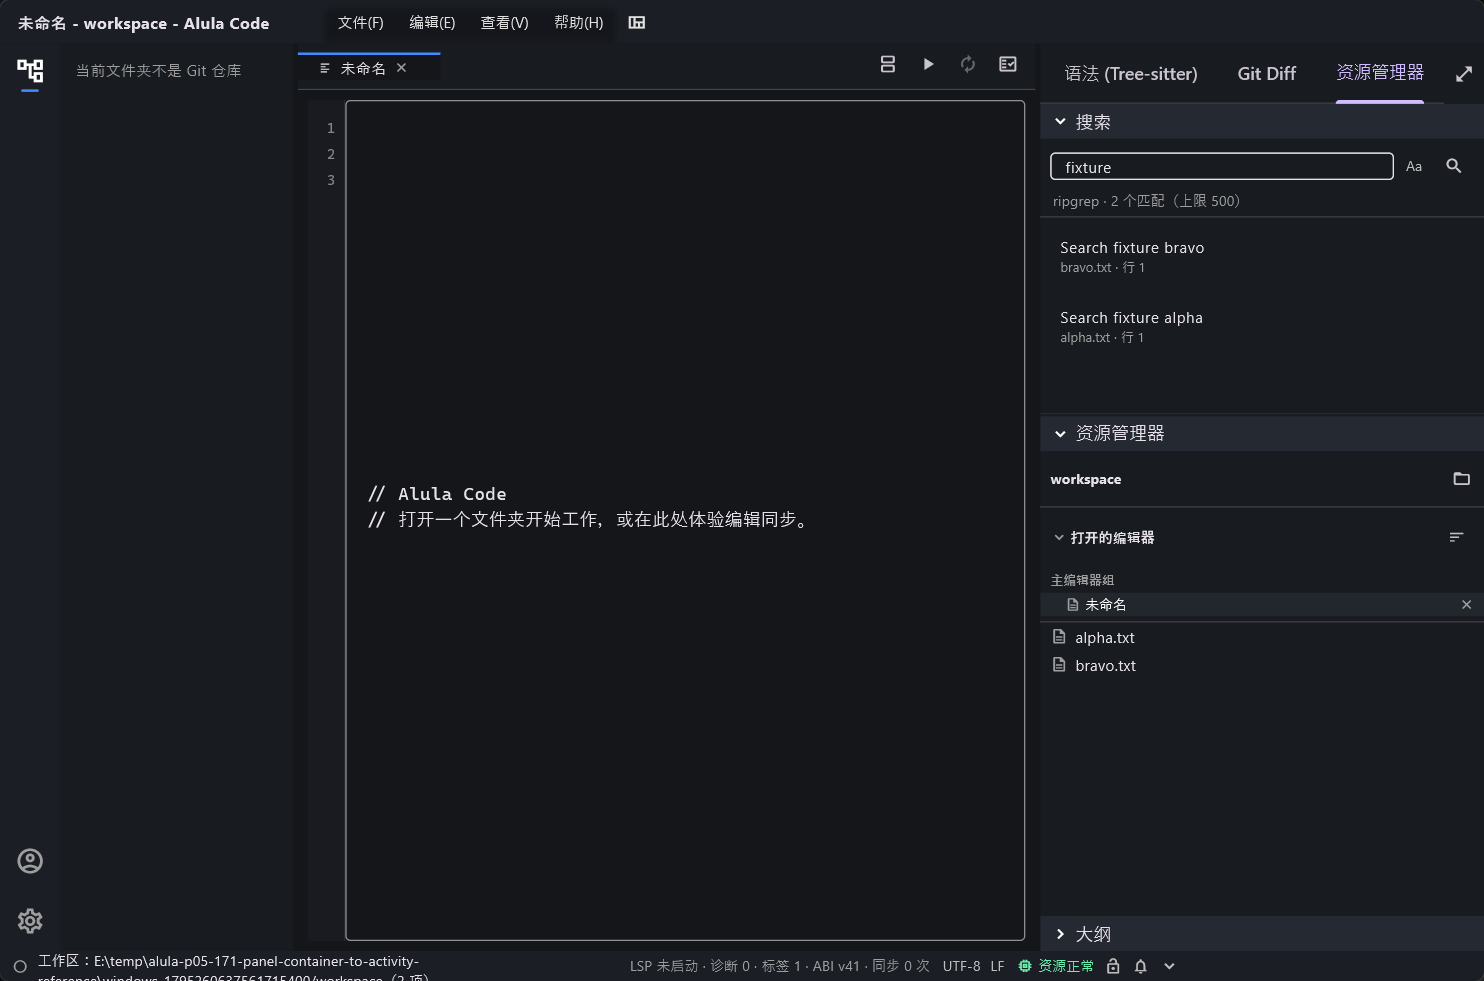 未命名 - workspace - Alula Code
文件(F) 编辑(E) 查看(V) 帮助(H)
当前文件夹不是 Git 仓库
未命名
1
2
3
// Alula Code
// 打开一个文件夹开始工作，或在此处体验编辑同步。
语法 (Tree-sitter) Git Diff 资源管理器
搜索
fixture Aa
ripgrep · 2 个匹配（上限 500）
Search fixture bravo
bravo.txt · 行 1
Search fixture alpha
alpha.txt · 行 1
资源管理器
workspace
打开的编辑器
主编辑器组
未命名
alpha.txt
bravo.txt
大纲
工作区：E:\temp\alula-p05-171-panel-container-to-activity-
reference\windows-1795260637561715400/workspace（2 项）
LSP 未启动 · 诊断 0 · 标签 1 · ABI v41 · 同步 0 次 UTF-8 LF 资源正常